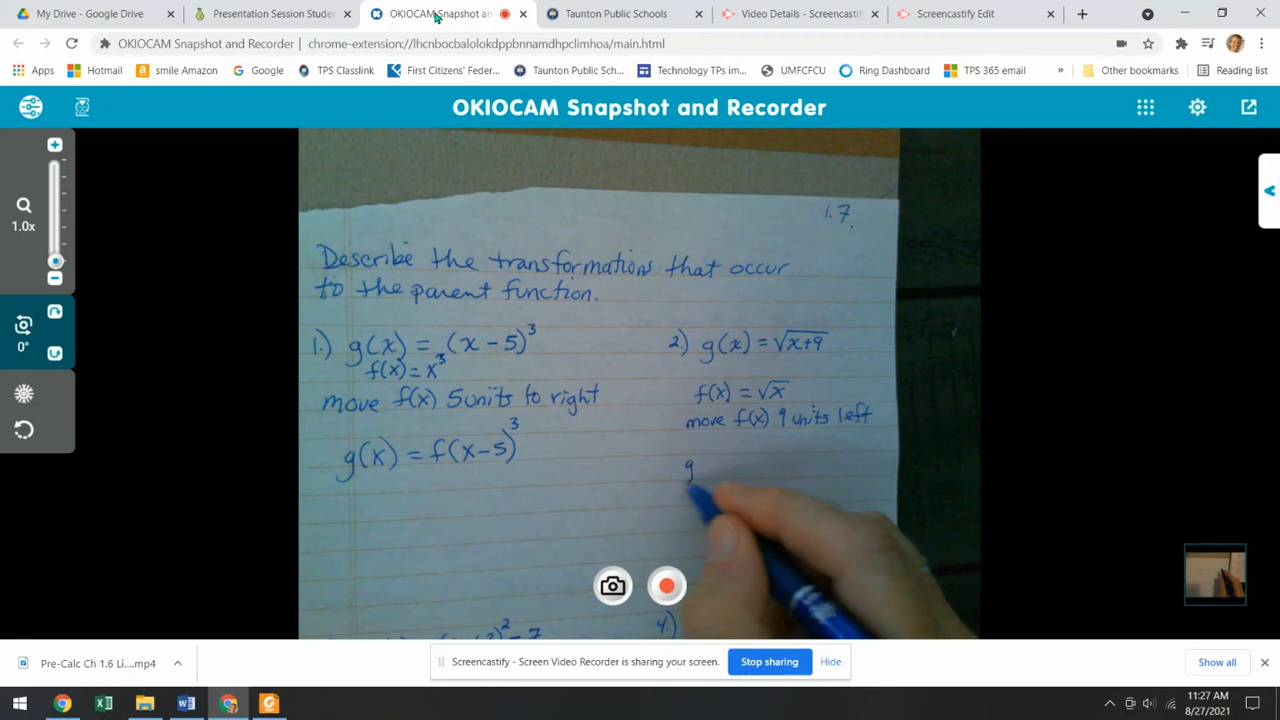 My Drive - Google Drive
Presentation Session Studen
OKIOCAM Snapshot an
Taunton Public Schools
Video Details - Screencastif
Screencastify Edit
OKIOCAM Snapshot and Recorder | chrome-extension://lhcnbocbalolpkdppbnnamdhpclimhoa/main.html
Apps
Hotmail
smile Amazon
Google
TPS Classlink
First Citizens' Feder...
Taunton Public Sch...
Technology TPs im...
UMFCFCU
Ring Dashboard
TPS 365 email
»
Other bookmarks
Reading list
OKIOCAM Snapshot and Recorder
1.0x
0°
1.7
Describe the transformations that occur
to the parent function.
1.) g(x) = (x - 5)³
f(x) = x³
move f(x) 5 units to right
g(x) = f(x-5)³
2) g(x) = √x+9
f(x) = √x
move f(x) 9 units left
g
4.)
² - 7
Screencastify - Screen Video Recorder is sharing your screen.
Stop sharing
Hide
Pre-Calc Ch 1.6 Li....mp4
Show all
11:27 AM
8/27/2021